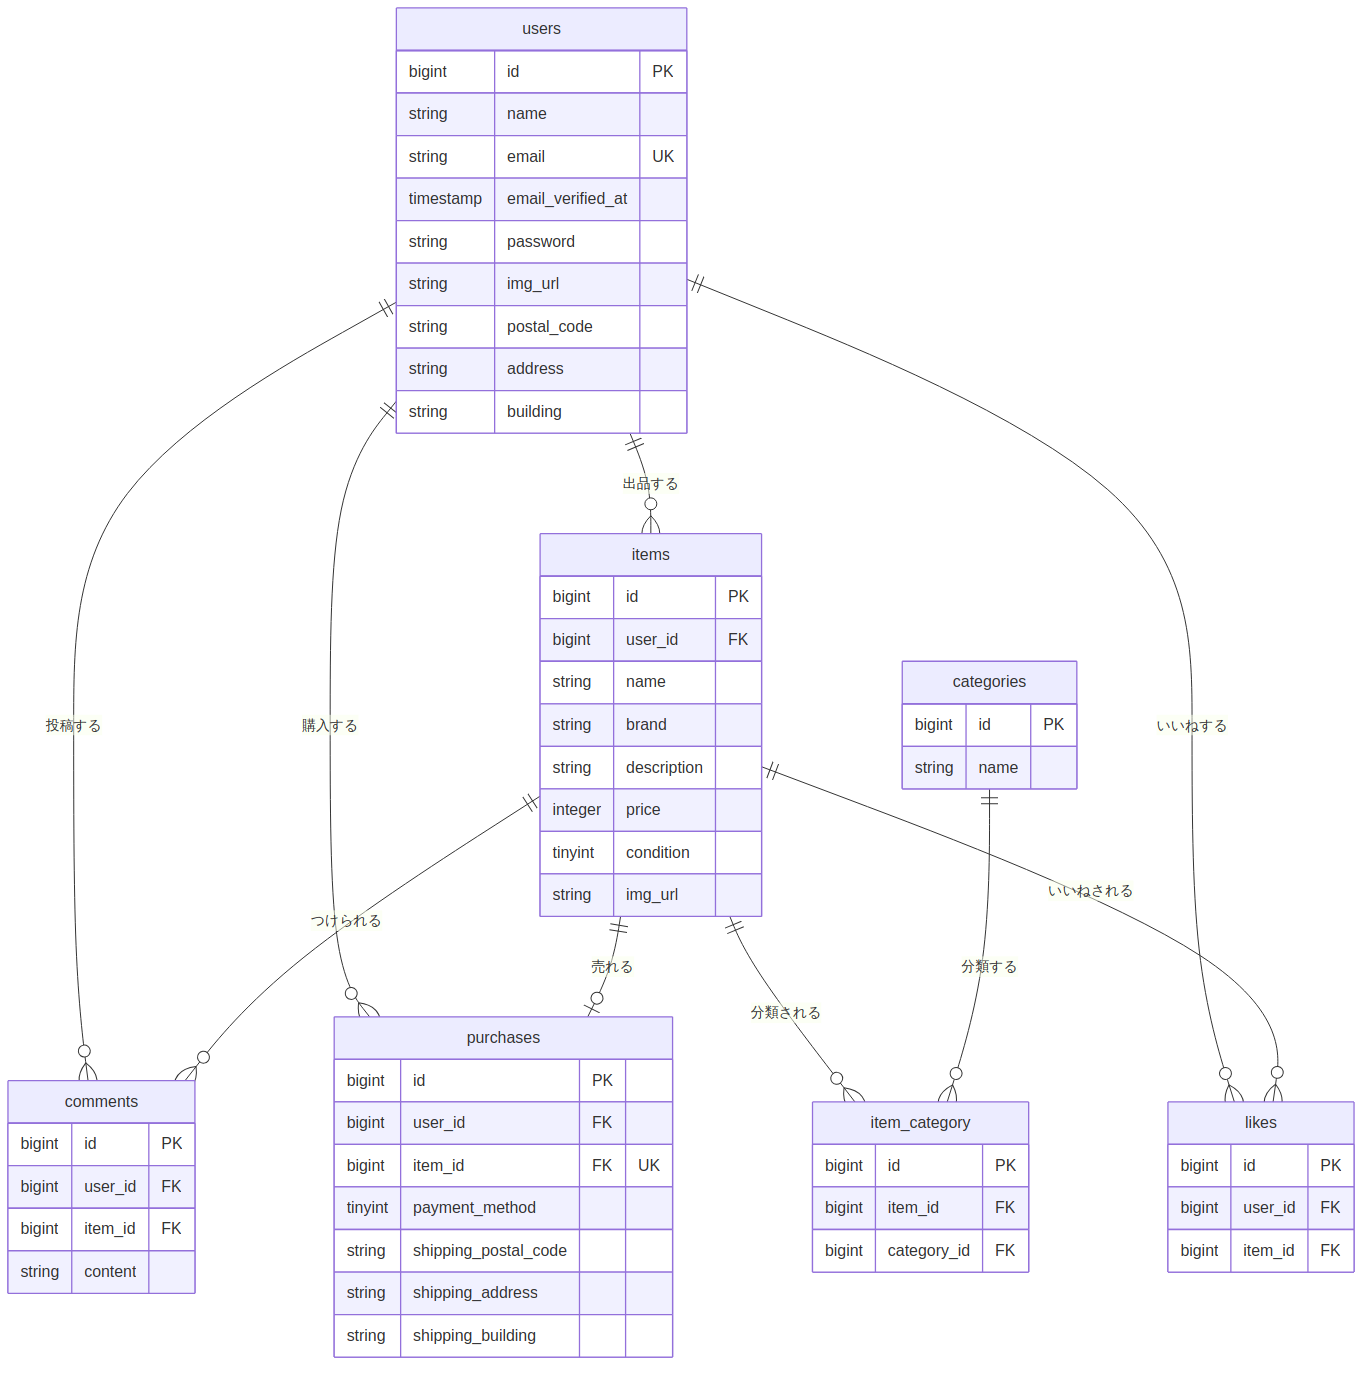 users
bigint id PK
string name
string email UK
timestamp email_verified_at
string password
string img_url
string postal_code
string address
string building
出品する
items
bigint id PK
bigint user_id FK
string name
string brand
string description
integer price
tinyint condition
string img_url
categories
bigint id PK
string name
投稿する
購入する
いいねする
いいねされる
つけられる
売れる
分類する
分類される
purchases
bigint id PK
bigint user_id FK
bigint item_id FK UK
tinyint payment_method
string shipping_postal_code
string shipping_address
string shipping_building
comments
bigint id PK
bigint user_id FK
bigint item_id FK
string content
item_category
bigint id PK
bigint item_id FK
bigint category_id FK
likes
bigint id PK
bigint user_id FK
bigint item_id FK